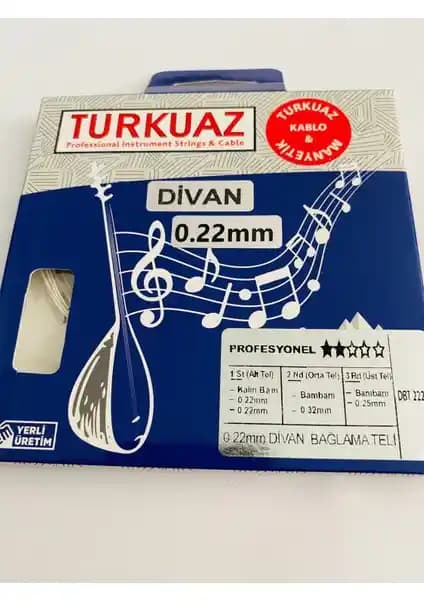 TURKUAZ
Professional Instrument Strings & Cable
TURKUAZ
KABLO
&
MANYETİK
DİVAN
0.22mm
PROFESYONEL
1 St (Alt Tel) 2 Nd (Orta Tel) 3 Rd (Üst Tel)
- Kalın Bam - Bambam - Bambam
- 0.22mm - 0.32mm - 0.25mm
- 0.22mm
DBT 222
0.22mm DİVAN BAĞLAMA TELİ
YERLİ
ÜRETİM